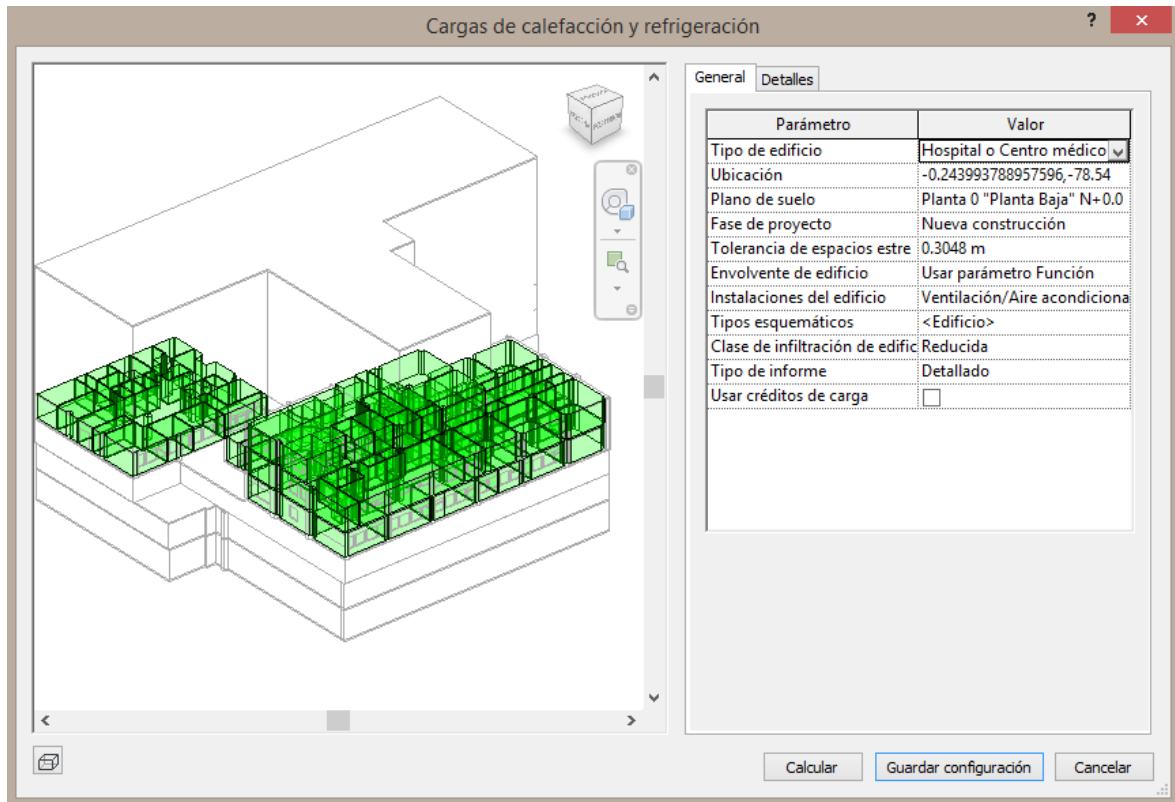 Cargas de calefacción y refrigeración
?
General
Detalles
Parámetro Valor
Tipo de edificio Hospital o Centro médico
Ubicación -0.243993788957596,-78.54
Plano de suelo Planta 0 "Planta Baja" N+0.0
Fase de proyecto Nueva construcción
Tolerancia de espacios estre 0.3048 m
Envolvente de edificio Usar parámetro Función
Instalaciones del edificio Ventilación/Aire acondiciona
Tipos esquemáticos <Edificio>
Clase de infiltración de edific Reducida
Tipo de informe Detallado
Usar créditos de carga
Calcular
Guardar configuración
Cancelar